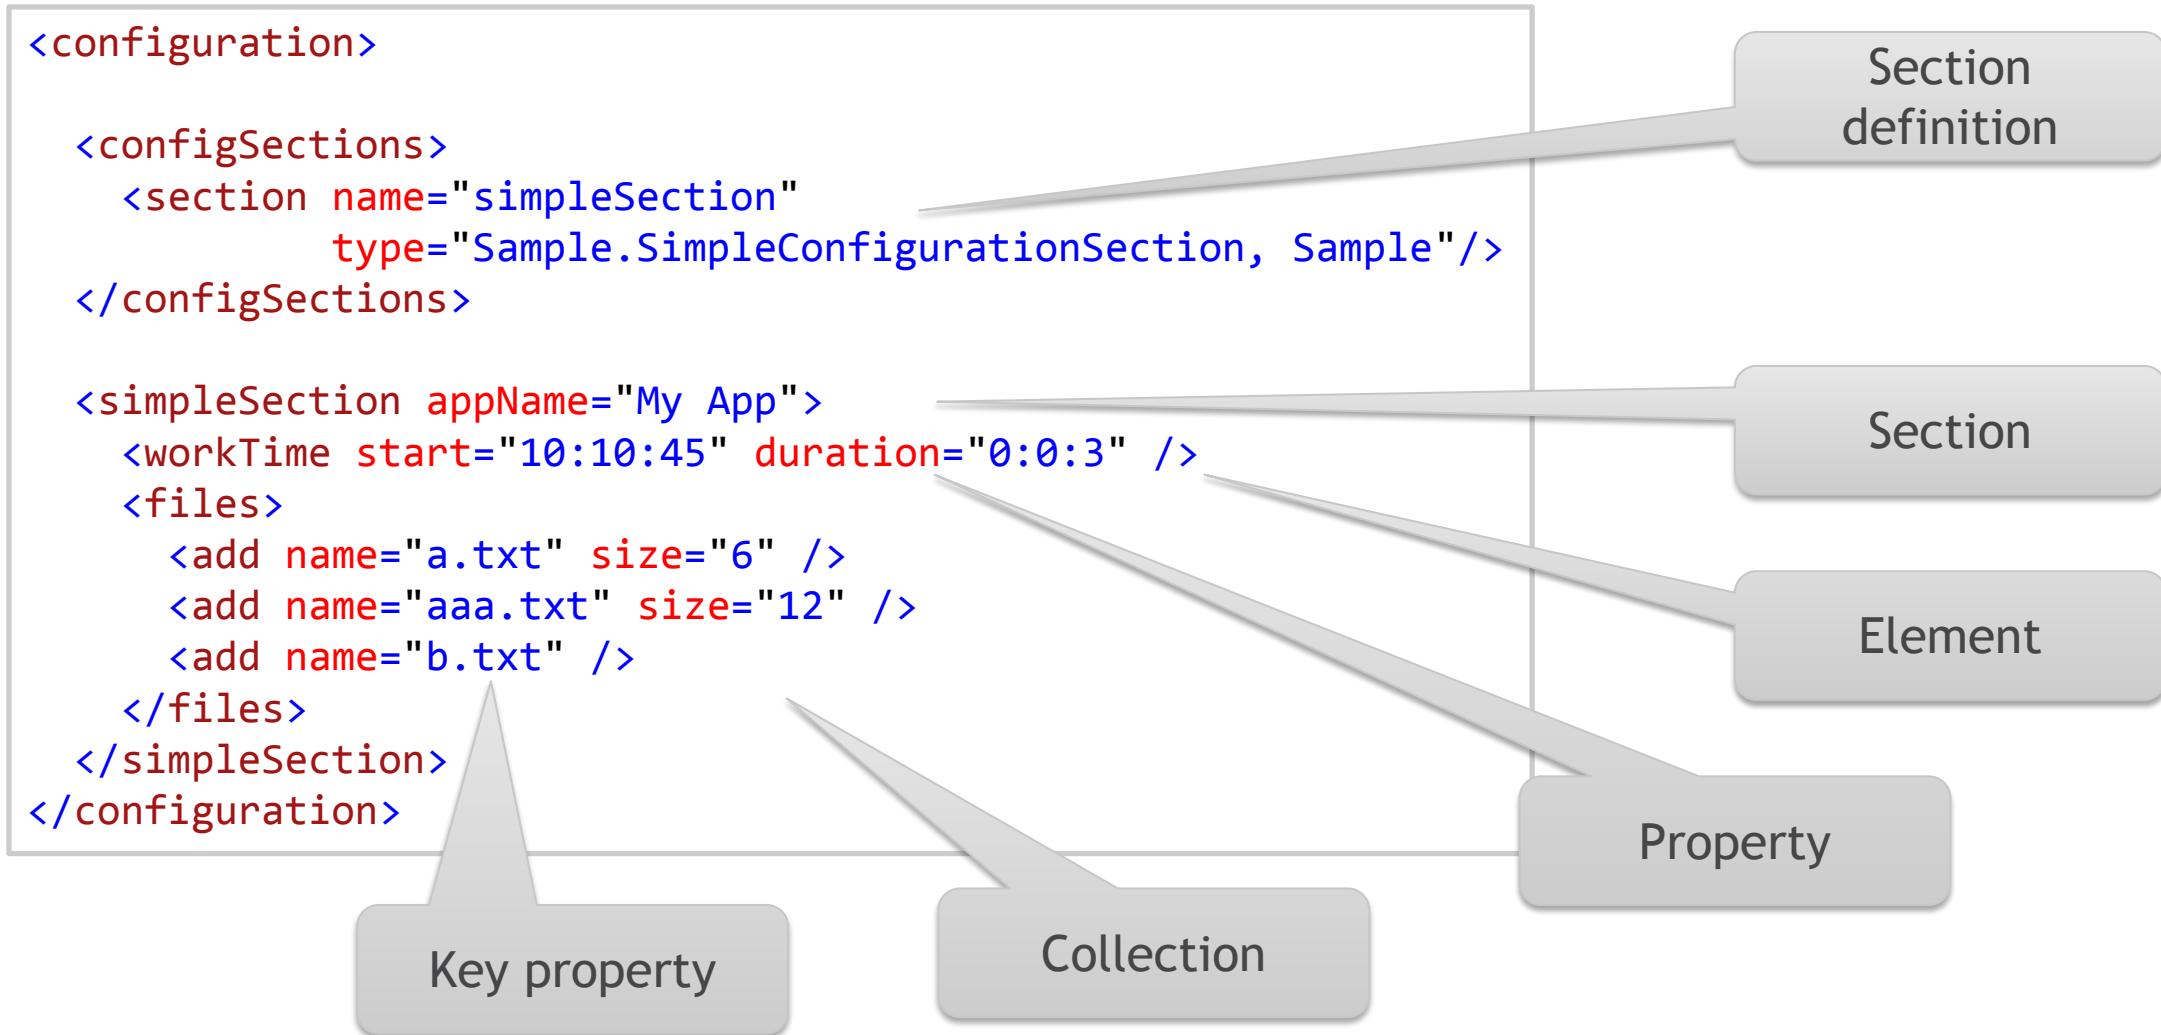 <configuration>
<configSections>
<section name="simpleSection"
type="Sample.SimpleConfigurationSection, Sample"/>
</configSections>
<simpleSection appName="My App">
<workTime start="10:10:45" duration="0:0:3" />
<files>
<add name="a.txt" size="6" />
<add name="aaa.txt" size="12" />
<add name="b.txt" />
</files>
</simpleSection>
</configuration>
Section
definition
Section
Element
Property
Collection
Key property